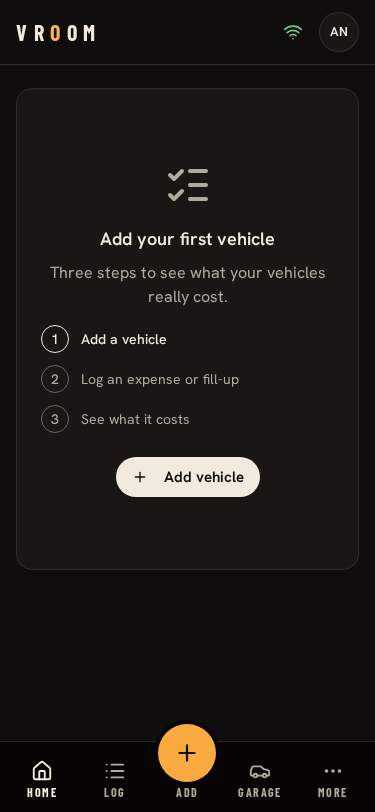 VROOM
AN
Add your first vehicle
Three steps to see what your vehicles
really cost.
1 Add a vehicle
2 Log an expense or fill-up
3 See what it costs
Add vehicle
HOME LOG ADD GARAGE MORE